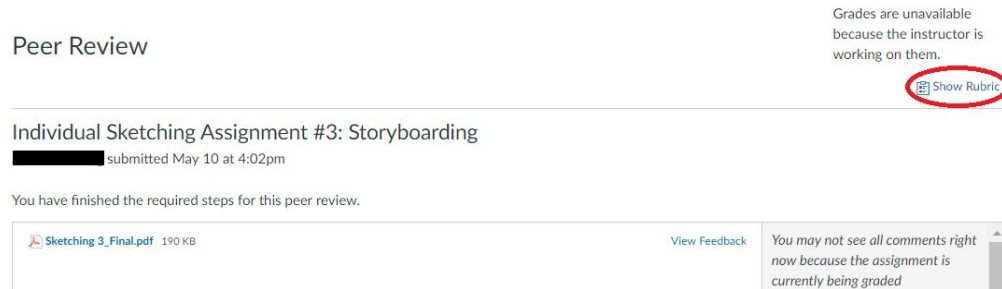 Grades are unavailable
because the instructor is
working on them.
Peer Review
Show Rubric
Individual Sketching Assignment #3: Storyboarding
submitted May 10 at 4:02pm
You have finished the required steps for this peer review.
Sketching 3_Final.pdf 190 KB
View Feedback
You may not see all comments right
now because the assignment is
currently being graded